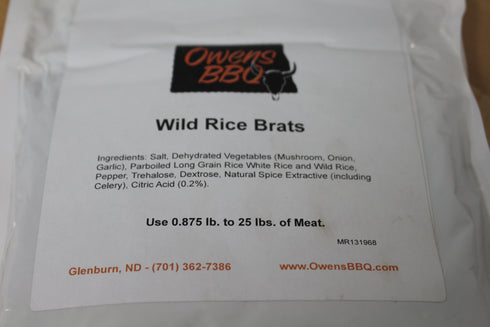 Owens
BBQ
Wild Rice Brats
Ingredients: Salt, Dehydrated Vegetables (Mushroom, Onion,
Garlic), Parboiled Long Grain Rice White Rice and Wild Rice,
Pepper, Trehalose, Dextrose, Natural Spice Extractive (including
Celery), Citric Acid (0.2%).
Use 0.875 lb. to 25 lbs. of Meat.
MR131968
Glenburn, ND - (701) 362-7386 www.OwensBBQ.com